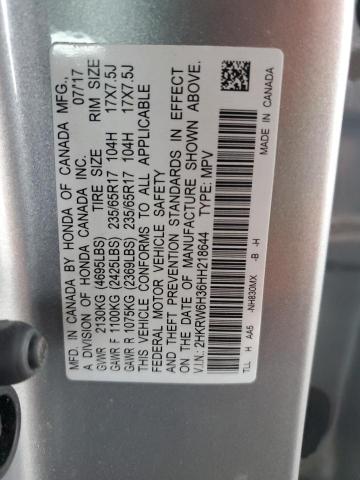 MFD. IN CANADA BY HONDA OF CANADA MFG.,
A DIVISION OF HONDA CANADA INC. 07/17
GVWR 2130KG (4695LBS) TIRE SIZE RIM SIZE
GAWR F 1100KG (2425LBS) 235/65R17 104H 17X7.5J
GAWR R 1075KG (2369LBS) 235/65R17 104H 17X7.5J
THIS VEHICLE CONFORMS TO ALL APPLICABLE
FEDERAL MOTOR VEHICLE SAFETY
AND THEFT PREVENTION STANDARDS IN EFFECT
ON THE DATE OF MANUFACTURE SHOWN ABOVE.
V.I.N: 2HKRW6H36HH218644 TYPE: MPV
MADE IN CANADA
TLL H AA5 -NH830MX -B -H